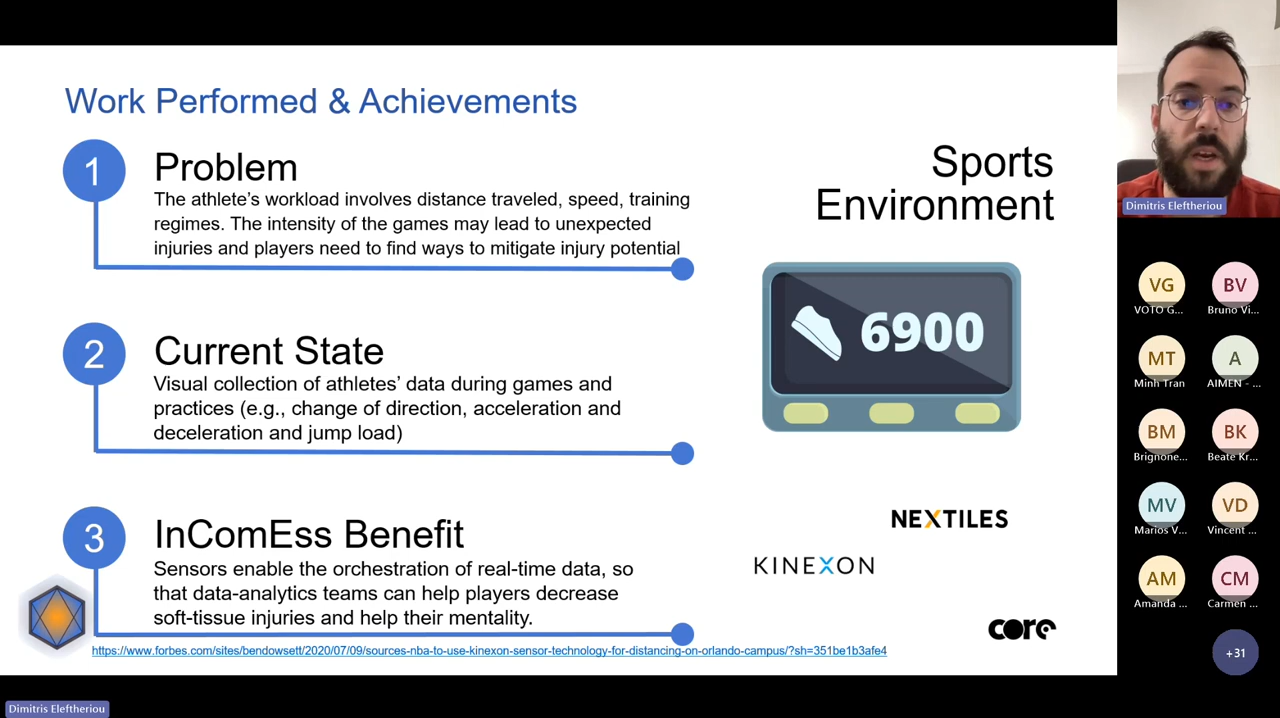 Work Performed & Achievements
1
Problem
The athlete's workload involves distance traveled, speed, training
regimes. The intensity of the games may lead to unexpected
injuries and players need to find ways to mitigate injury potential
2
Current State
Visual collection of athletes' data during games and
practices (e.g., change of direction, acceleration and
deceleration and jump load)
3
InComEss Benefit
Sensors enable the orchestration of real-time data, so
that data-analytics teams can help players decrease
soft-tissue injuries and help their mentality.
https://www.forbes.com/sites/bendowsett/2020/07/09/sources-nba-to-use-kinexon-sensor-technology-for-distancing-on-orlando-campus/?sh=351be1b3afe4
Sports
Environment
6900
NEXTILES
KINEXON
core
Dimitris Eleftheriou
VG
VOTO G...
BV
Bruno Vi...
MT
Minh Tran
A
AIMEN - ...
BM
Brignone...
BK
Beate Kr...
MV
Marios V...
VD
Vincent ...
AM
Amanda ...
CM
Carmen ...
+31
Dimitris Eleftheriou